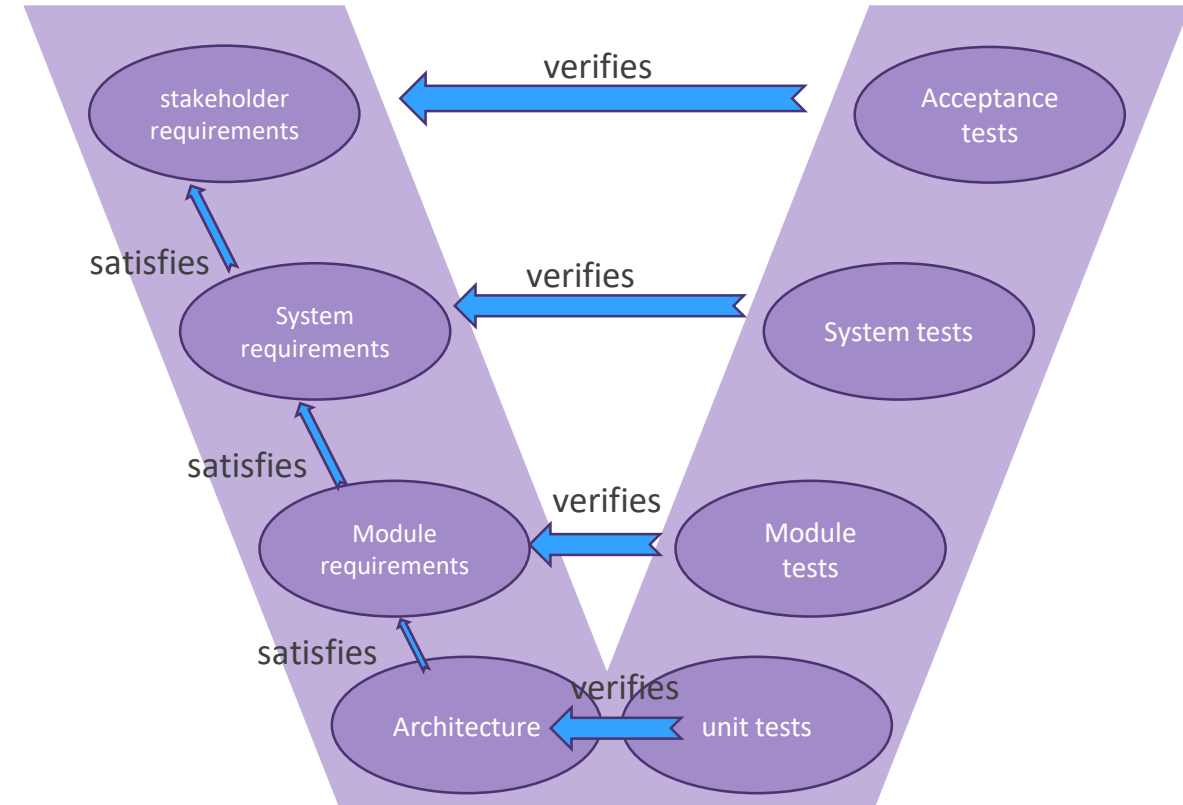 verifies
stakeholder
requirements
Acceptance
tests
satisfies
verifies
System
requirements
System tests
satisfies
verifies
Module
requirements
Module
tests
satisfies
verifies
Architecture
unit tests